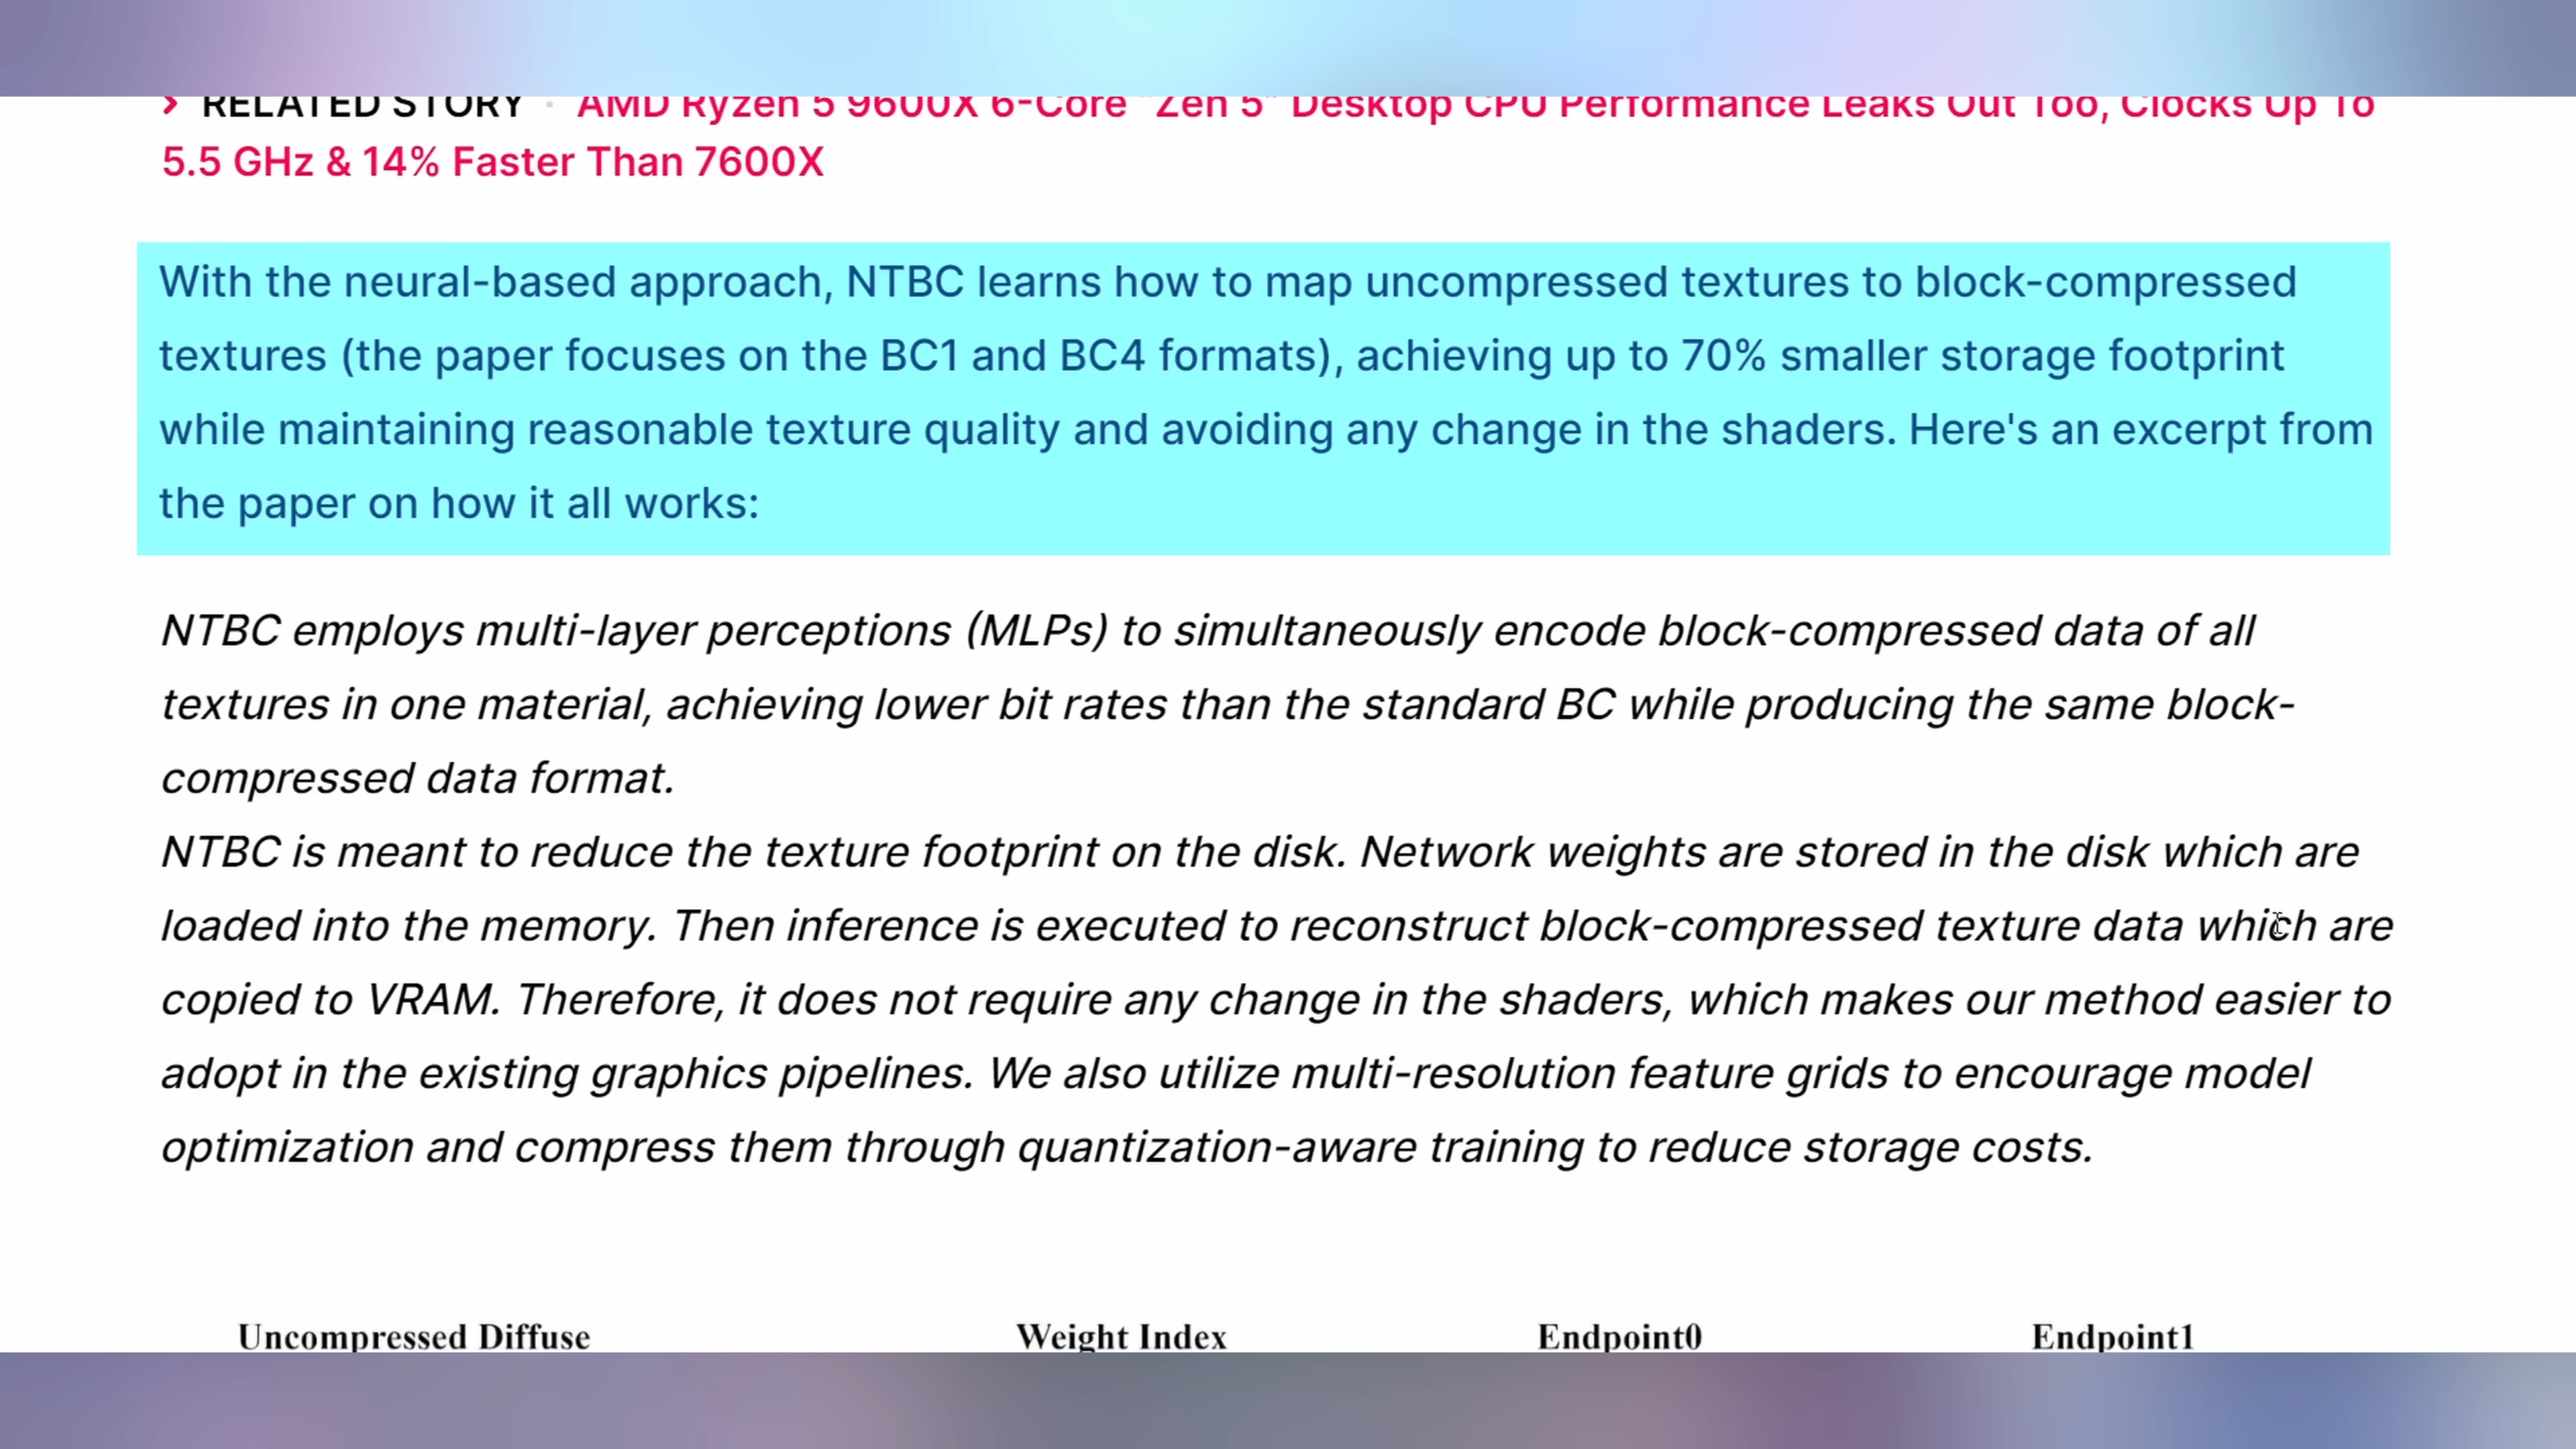 › RELATED STORY · AMD Ryzen 5 9600X 6-Core "Zen 5" Desktop CPU Performance Leaks Out Too, Clocks Up To
5.5 GHz & 14% Faster Than 7600X
With the neural-based approach, NTBC learns how to map uncompressed textures to block-compressed
textures (the paper focuses on the BC1 and BC4 formats), achieving up to 70% smaller storage footprint
while maintaining reasonable texture quality and avoiding any change in the shaders. Here's an excerpt from
the paper on how it all works:
NTBC employs multi-layer perceptions (MLPs) to simultaneously encode block-compressed data of all
textures in one material, achieving lower bit rates than the standard BC while producing the same block-
compressed data format.
NTBC is meant to reduce the texture footprint on the disk. Network weights are stored in the disk which are
loaded into the memory. Then inference is executed to reconstruct block-compressed texture data which are
copied to VRAM. Therefore, it does not require any change in the shaders, which makes our method easier to
adopt in the existing graphics pipelines. We also utilize multi-resolution feature grids to encourage model
optimization and compress them through quantization-aware training to reduce storage costs.
Uncompressed Diffuse Weight Index Endpoint0 Endpoint1